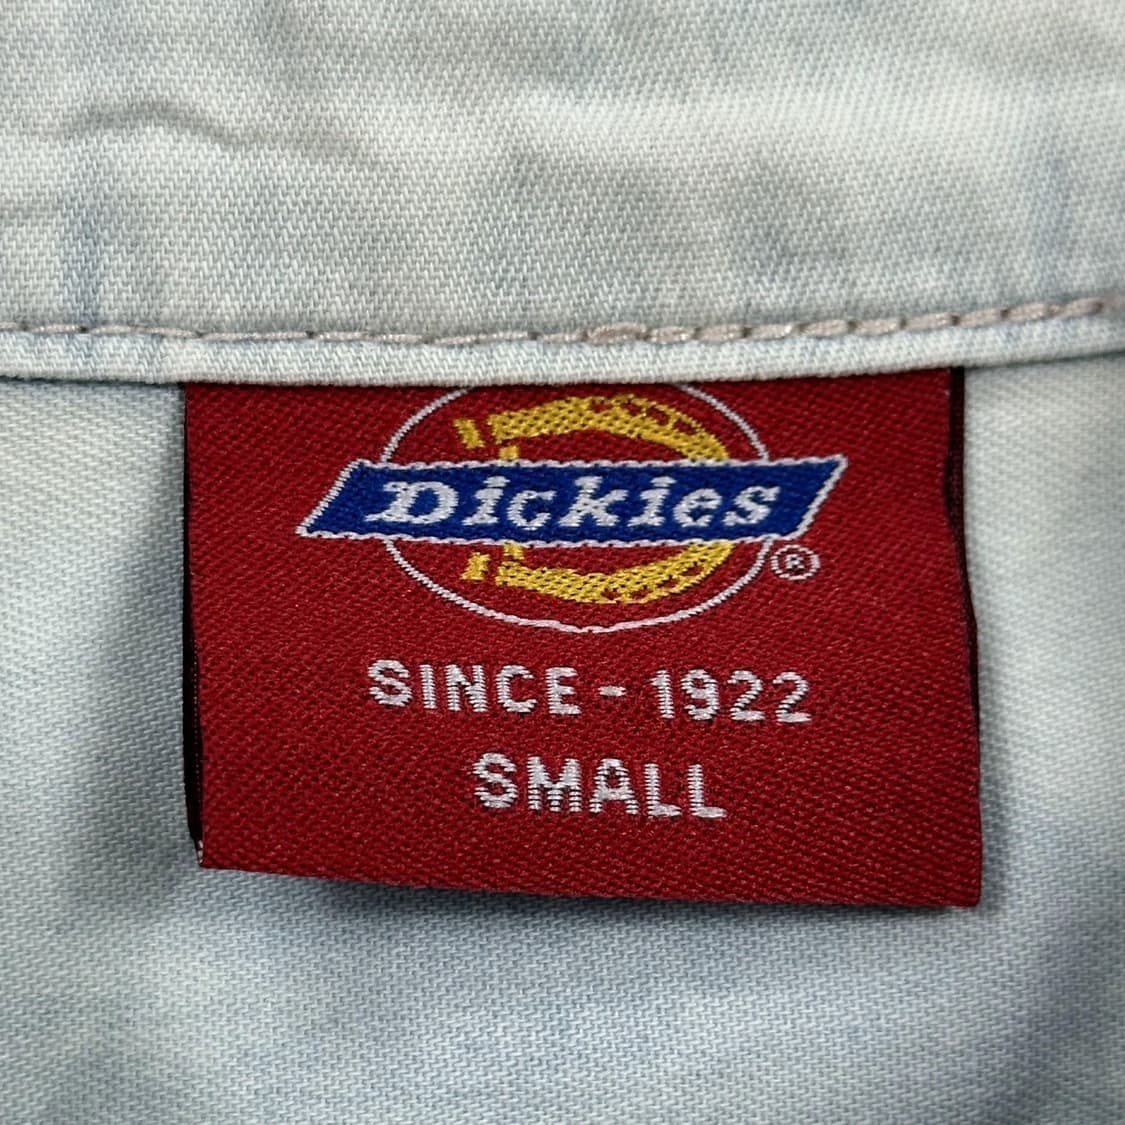 Dickies
®
SINCE - 1922
SMALL